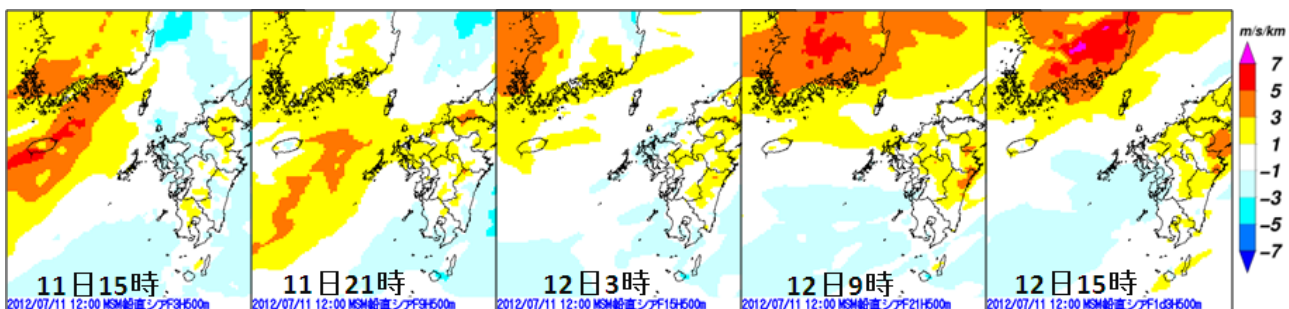 m/s/km
7
5
3
1
-1
-3
-5
-7
11日15時
11日21時
12日3時
12日9時
12日15時
2012/07/11 12:00 MSM鉛直シアF3H500m
2012/07/11 12:00 MSM鉛直シアF9H500m
2012/07/11 12:00 MSM鉛直シアF15H500m
2012/07/11 12:00 MSM鉛直シアF21H500m
2012/07/11 12:00 MSM鉛直シアF1d3H500m